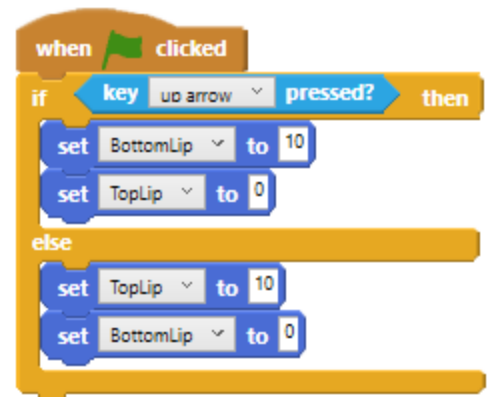 when clicked
if key up arrow pressed? then
set BottomLip to 10
set TopLip to 0
else
set TopLip to 10
set BottomLip to 0